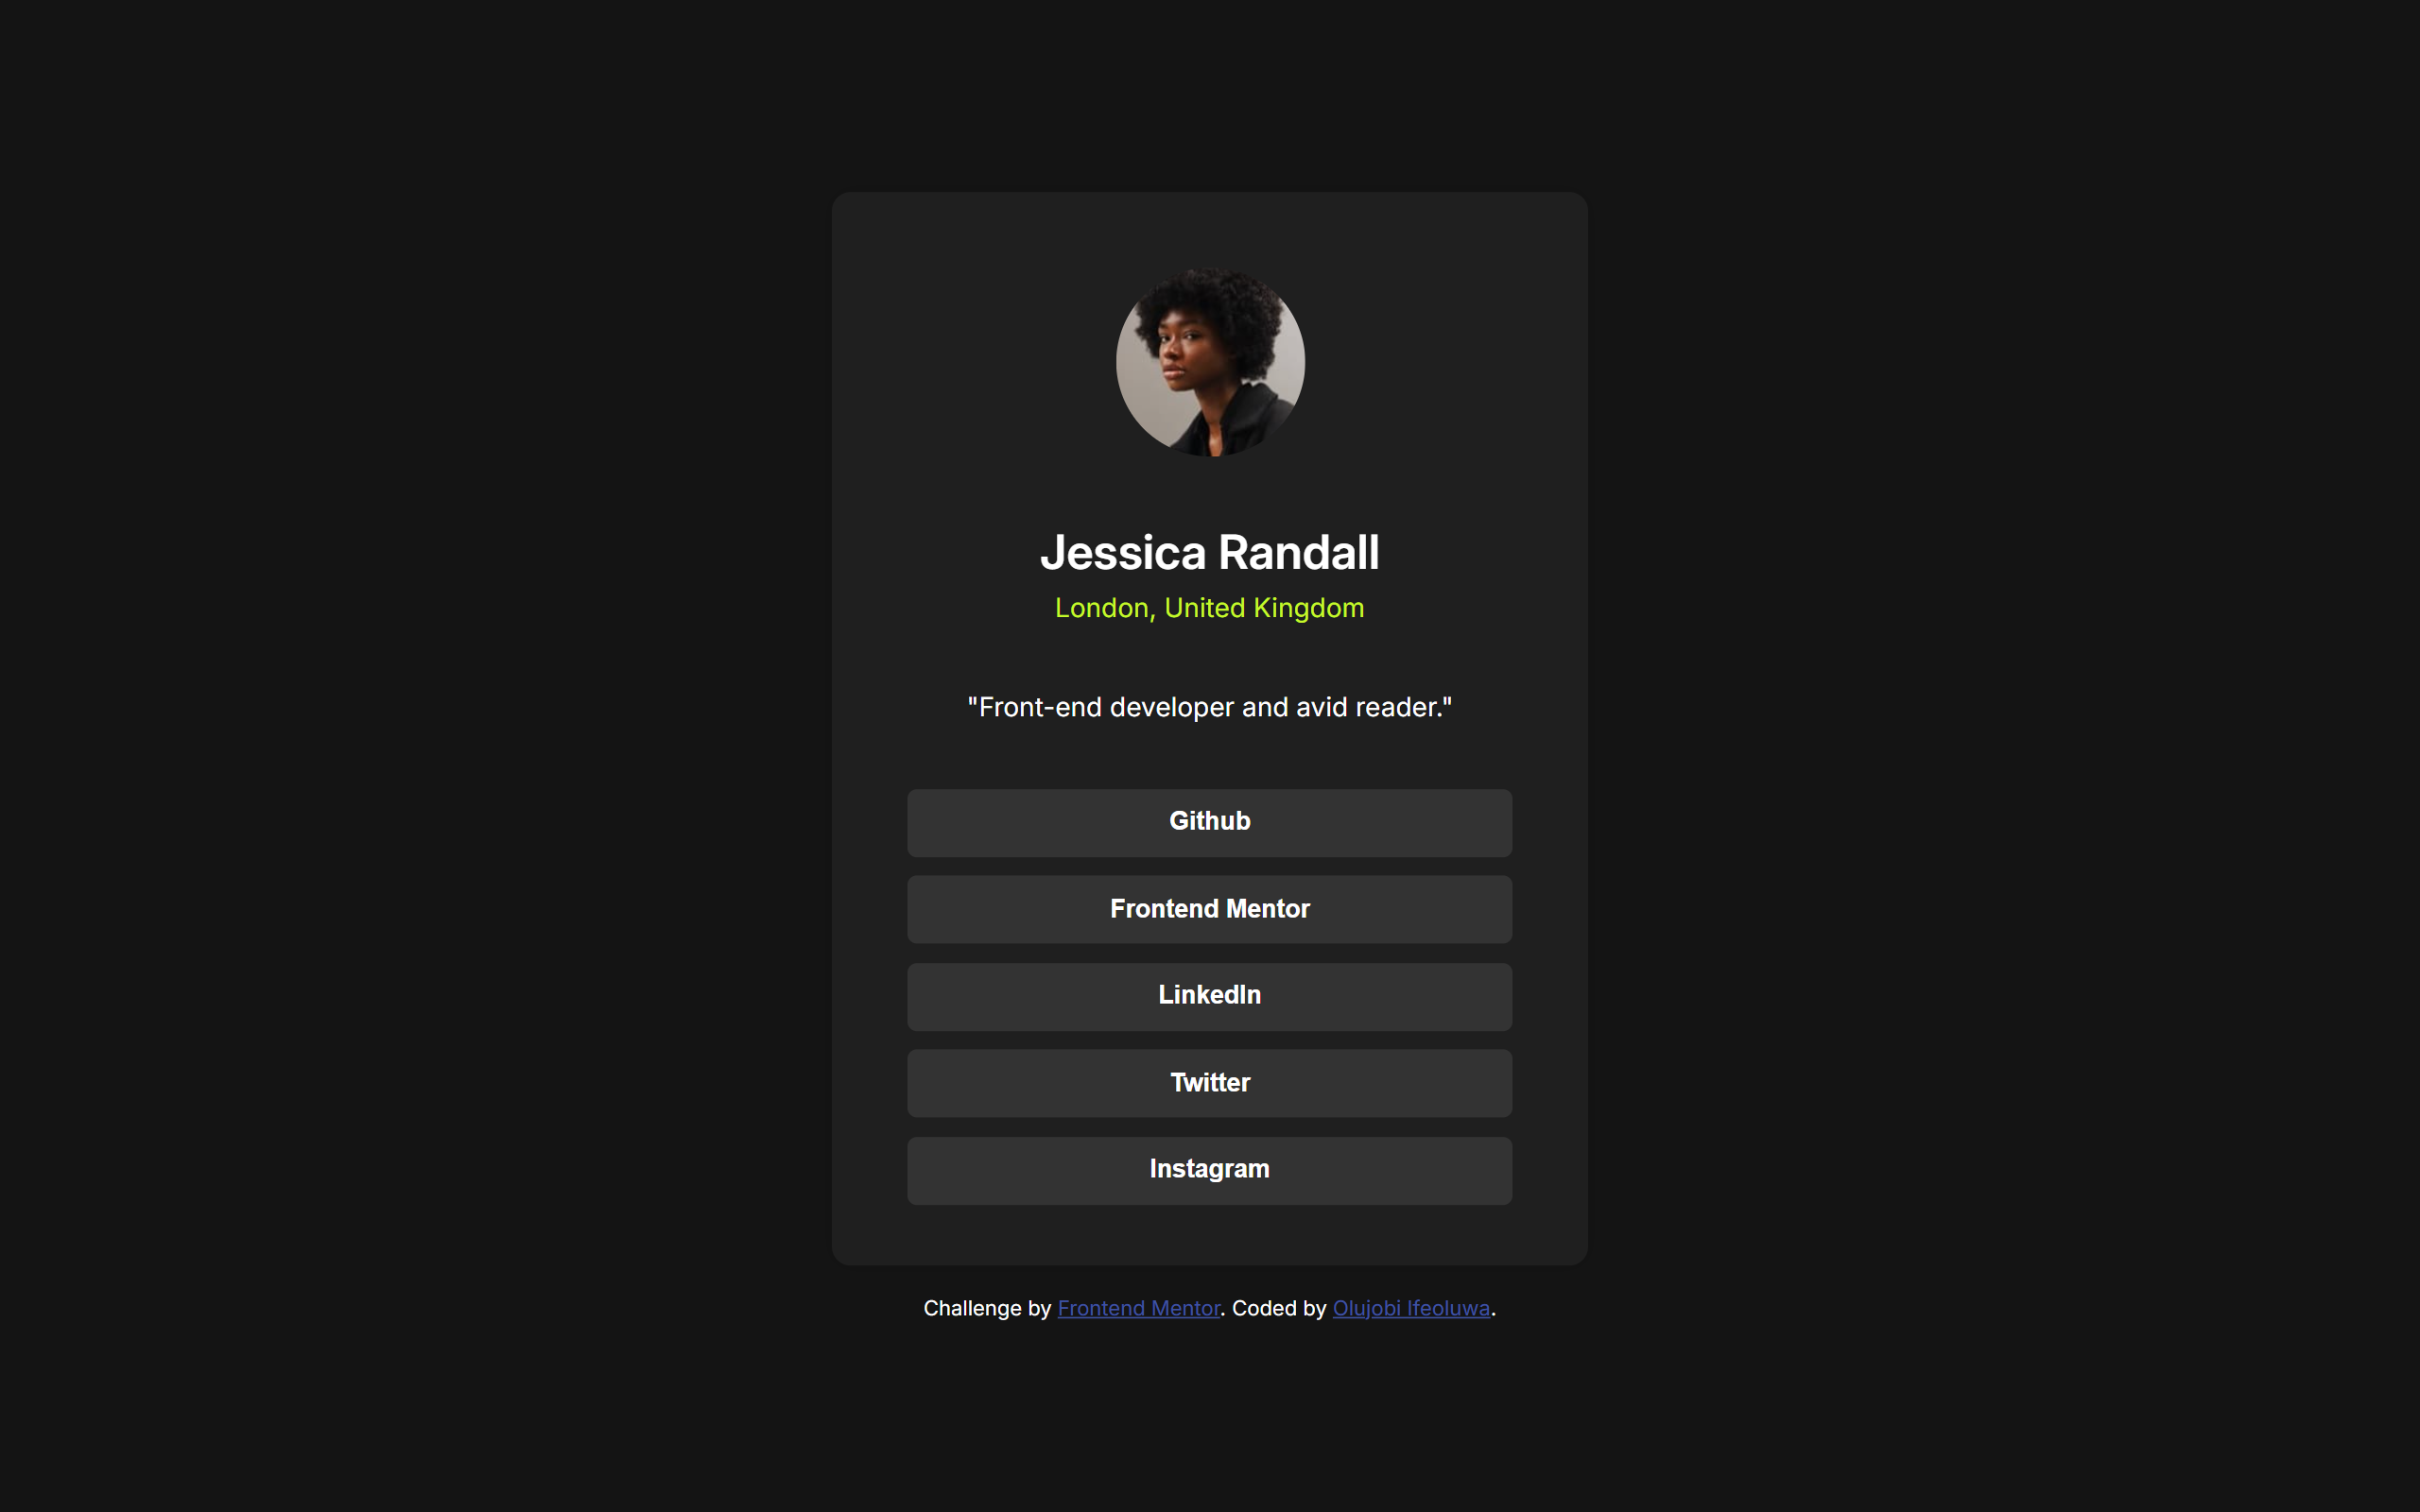 Jessica Randall
London, United Kingdom
"Front-end developer and avid reader."
Github
Frontend Mentor
LinkedIn
Twitter
Instagram
Challenge by Frontend Mentor. Coded by Olujobi Ifeoluwa.